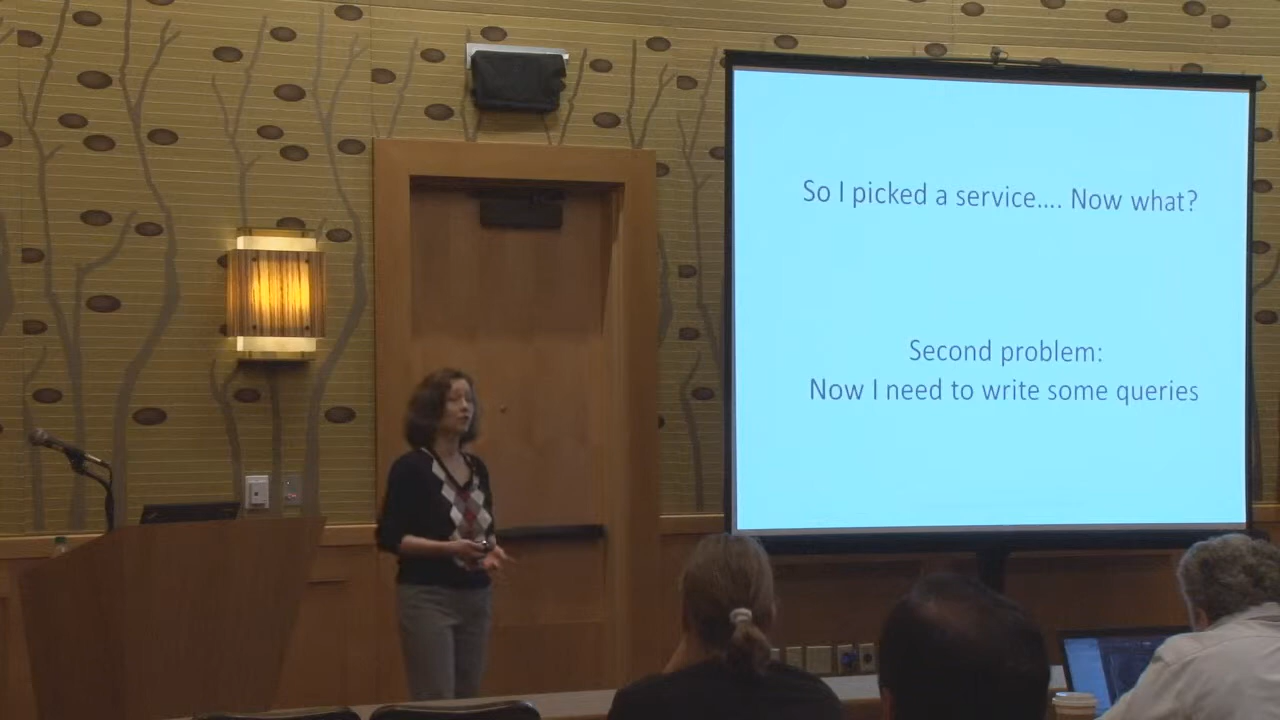 So I picked a service.... Now what?
Second problem:
Now I need to write some queries